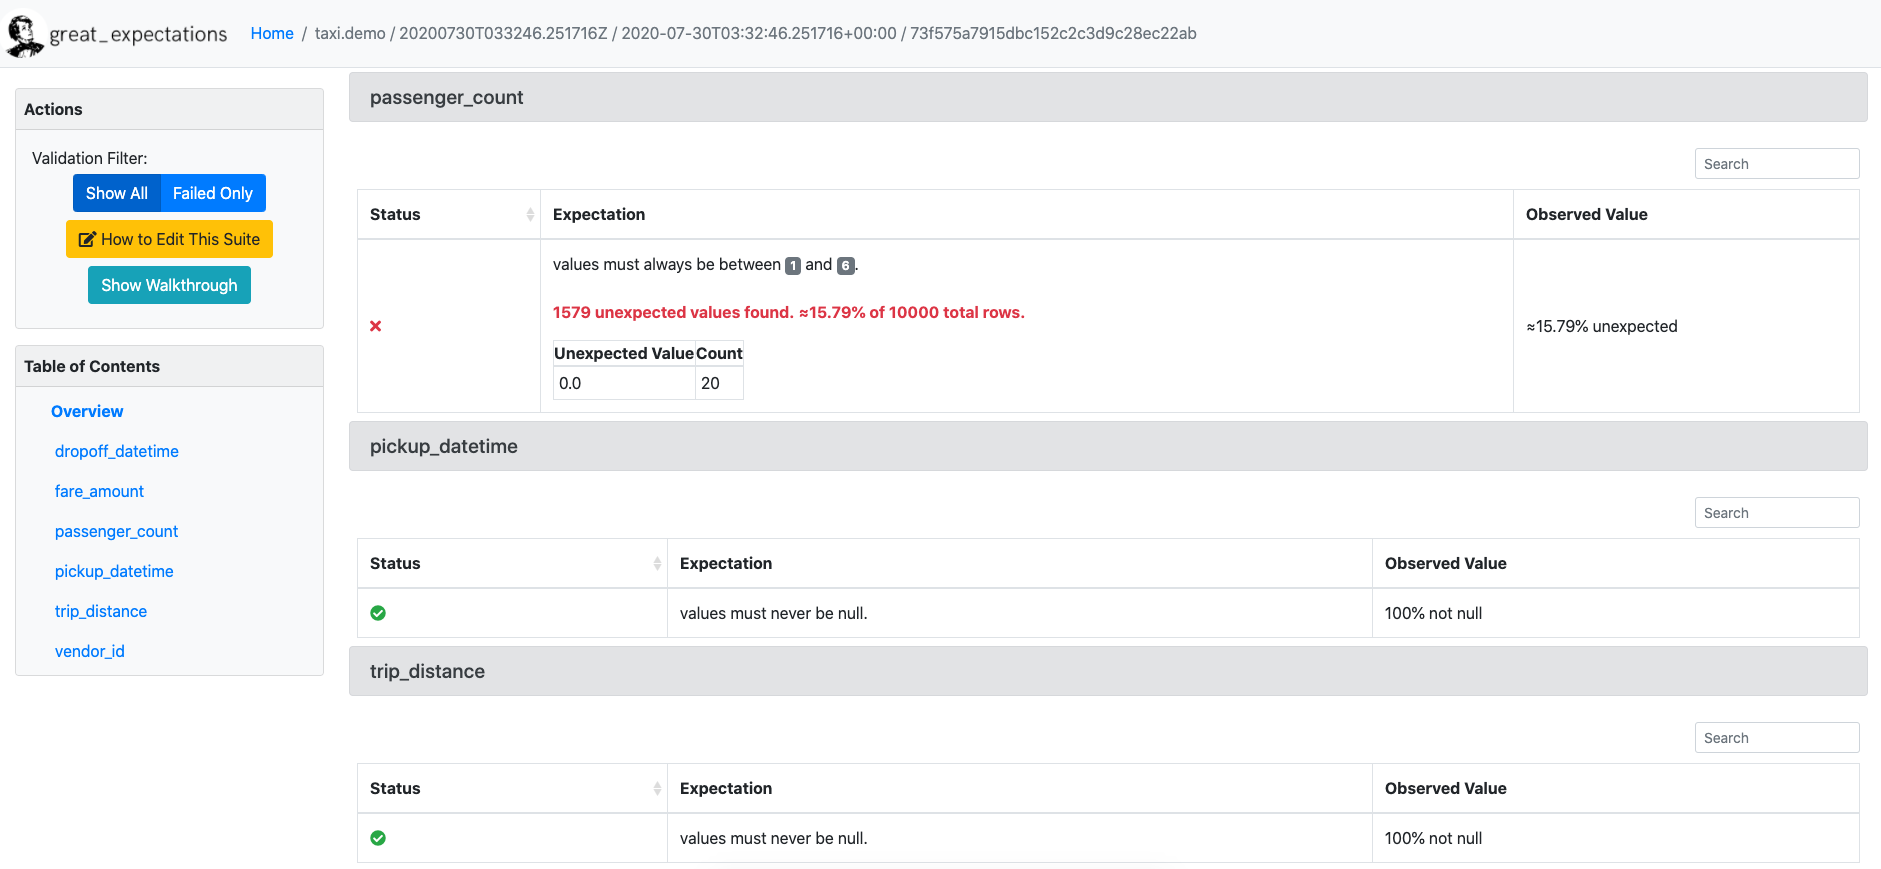 great_expectations
Home / taxi.demo / 20200730T033246.251716Z / 2020-07-30T03:32:46.251716+00:00 / 73f575a7915dbc152c2c3d9c28ec22ab
Actions
Validation Filter:
Show All Failed Only
How to Edit This Suite
Show Walkthrough
Table of Contents
Overview
dropoff_datetime
fare_amount
passenger_count
pickup_datetime
trip_distance
vendor_id
passenger_count
Search
Status Expectation Observed Value
values must always be between 1 and 6.
1579 unexpected values found. ≈15.79% of 10000 total rows.
≈15.79% unexpected
Unexpected Value Count
0.0 20
pickup_datetime
Search
Status Expectation Observed Value
values must never be null. 100% not null
trip_distance
Search
Status Expectation Observed Value
values must never be null. 100% not null